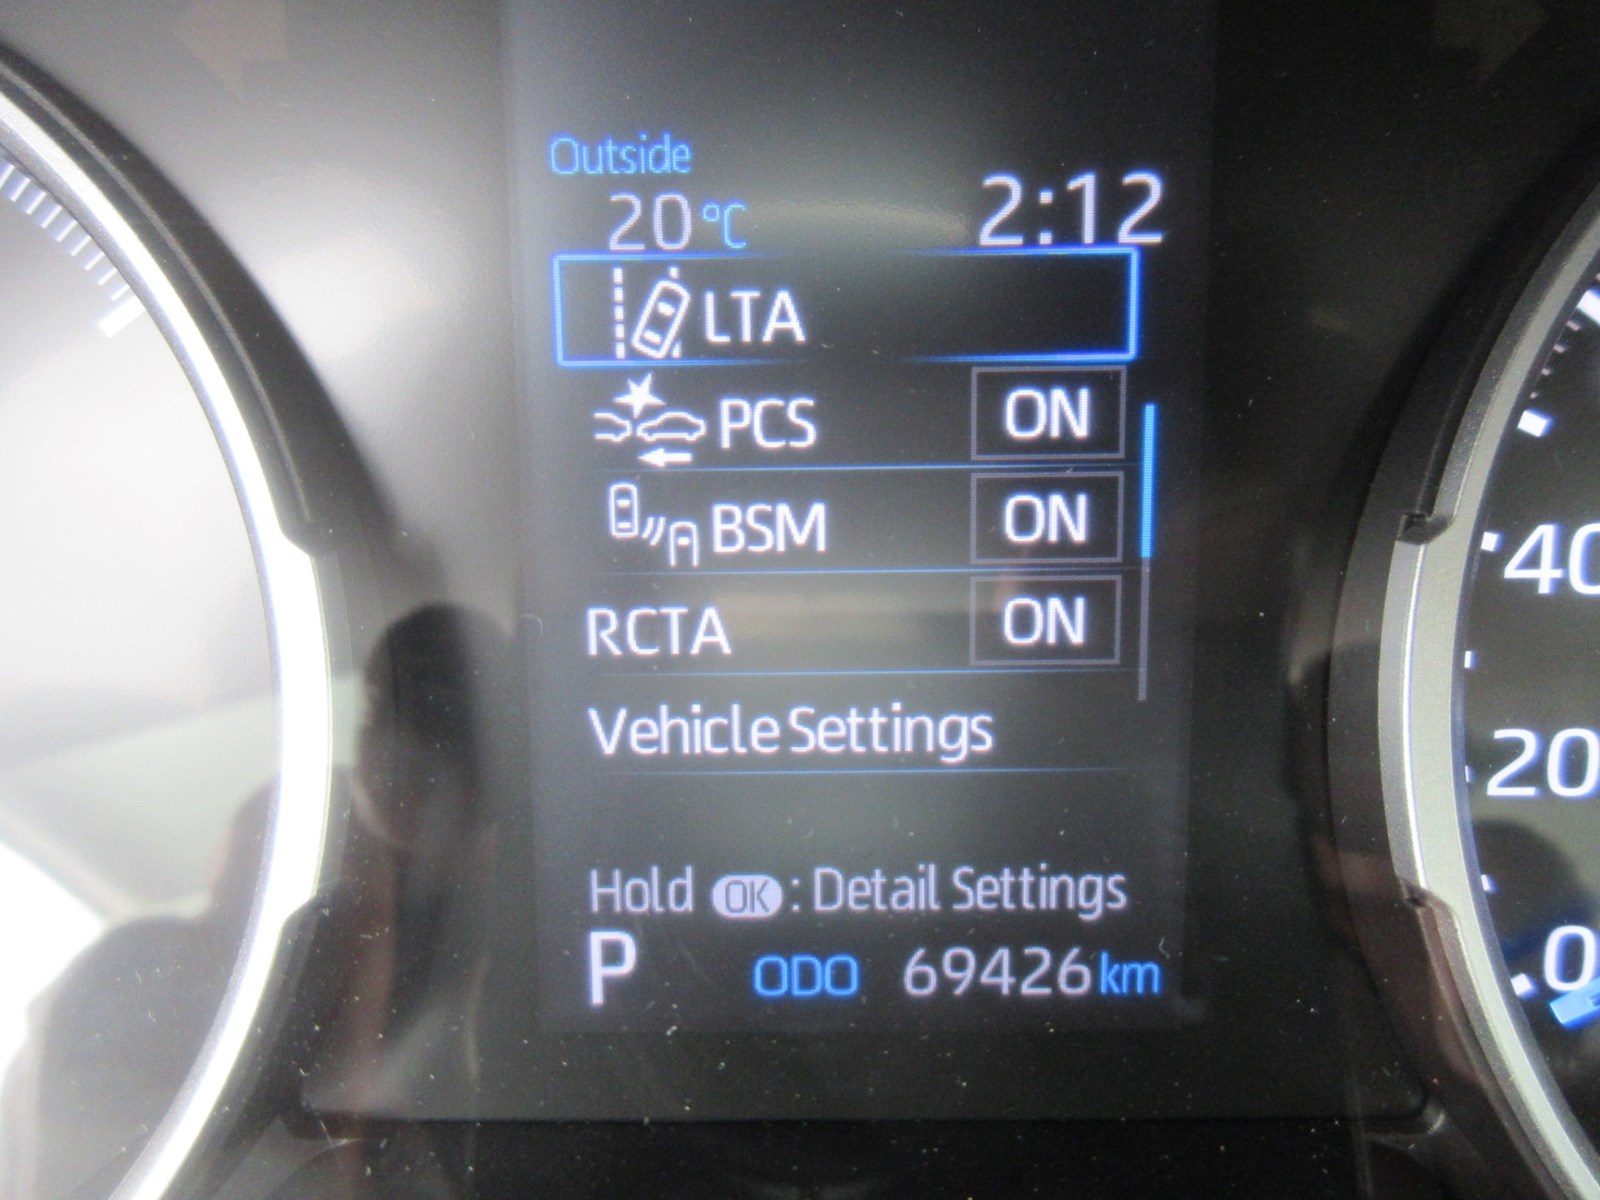 Outside
20°C 2:12
LTA
PCS ON
BSM ON
RCTA ON
Vehicle Settings
Hold OK : Detail Settings
P ODO 69426 km
40
20
0